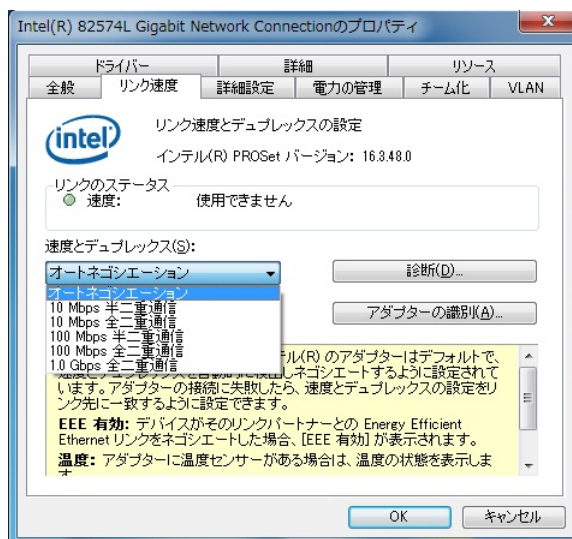 Intel(R) 82574L Gigabit Network Connectionのプロパティ
ドライバー 詳細 リソース
全般 リンク速度 詳細設定 電力の管理 チーム化 VLAN
intel
リンク速度とデュプレックスの設定
インテル(R) PROSet バージョン: 16.3.48.0
リンクのステータス
速度: 使用できません
速度とデュプレックス(S):
オートネゴシエーション
診断(D)...
オートネゴシエーション
10 Mbps 半二重通信
10 Mbps 全二重通信
100 Mbps 半二重通信
100 Mbps 全二重通信
1.0 Gbps 全二重通信
アダプターの識別(A)...
ル(R) のアダプターはデフォルトで、
ネゴシエートするように設定されて
います。アダプターの接続に失敗したら、速度とデュプレックスの設定をリ
ンク先に一致するように設定できます。
EEE 有効: デバイスがそのリンクパートナーとの Energy Efficient
Ethernet リンクをネゴシエートした場合、[EEE 有効] が表示されます。
温度: アダプターに温度センサーがある場合は、温度の状態を表示しま
OK キャンセル